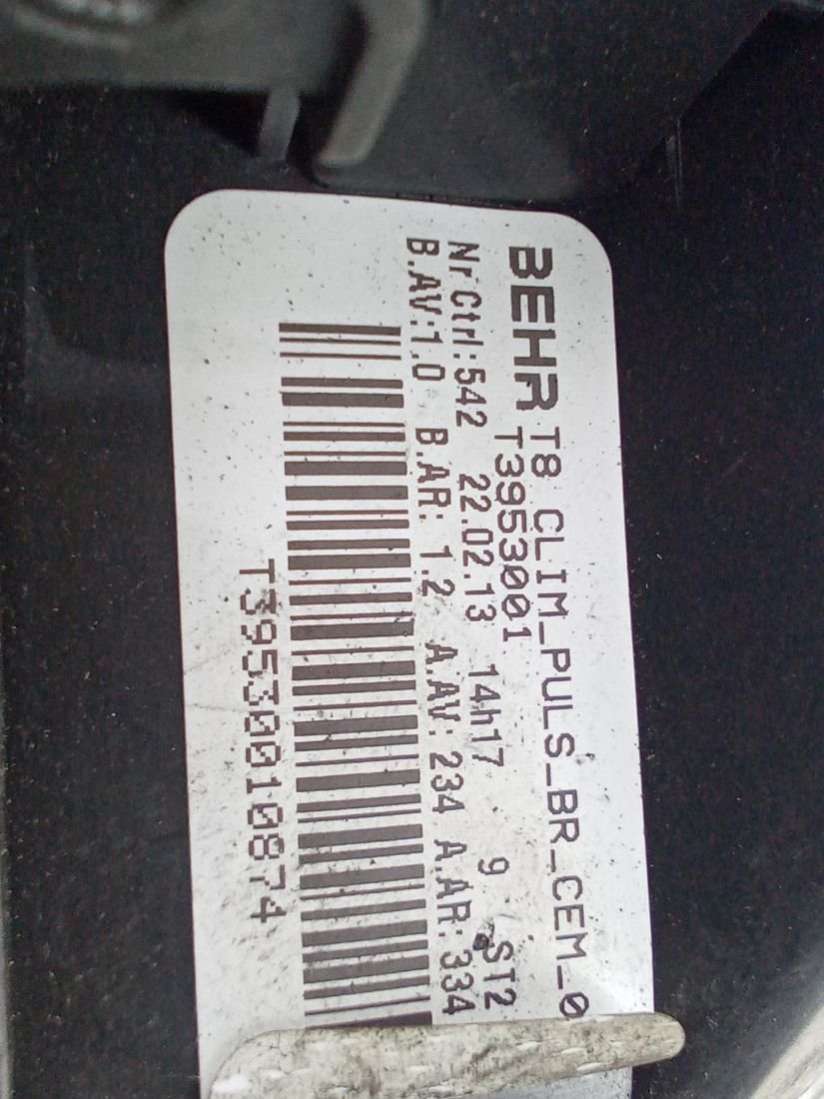 BEHR T8 CLIM_PULS_BR_CEM_0
T3953001
Nr Ctrl:542 22.02.13 14h17 9 ST2
B.AV:1.0 B.AR: 1.2 A.AV: 234 A.AR: 334
T39530010874